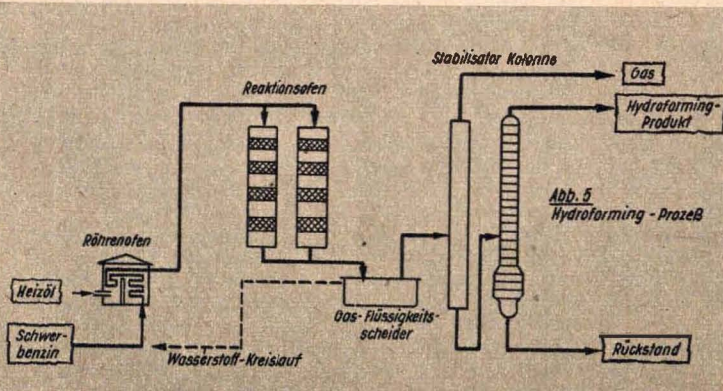 Stabilisator Kolonne
Gas
Reaktionsofen
Hydroforming-
Produkt
Abb. 5
Hydroforming - Prozeß
Röhrenofen
Heizöl
Gas-Flüssigkeits-
scheider
Schwer-
benzin
Wasserstoff-Kreislauf
Rückstand